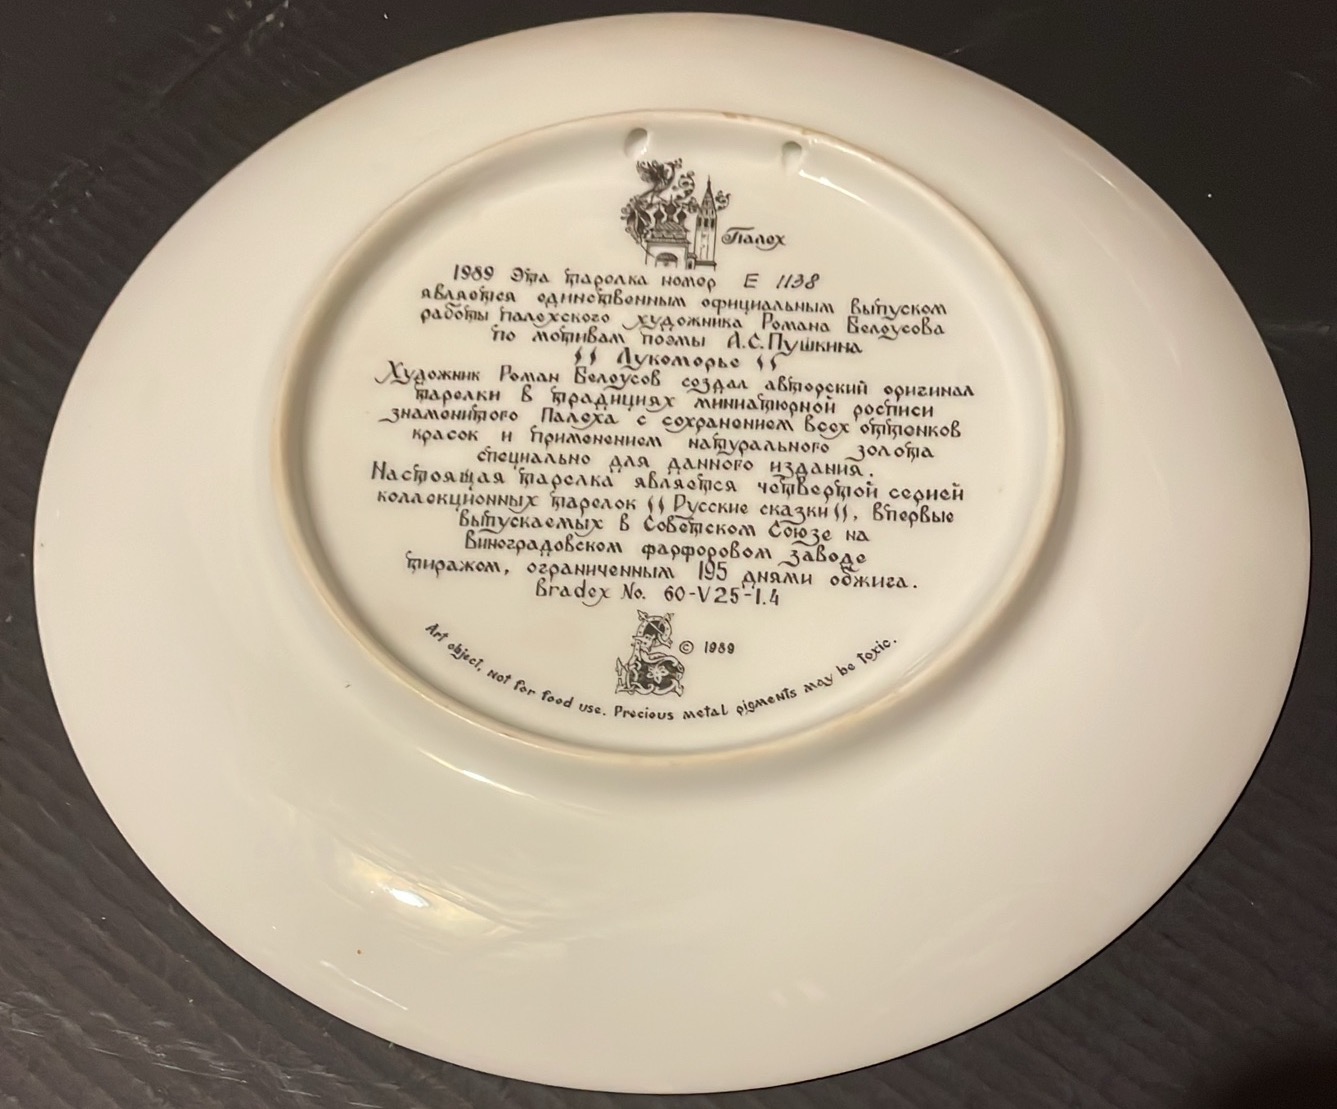 Палех
1989 Эта тарелка номер E 1138
является единственным официальным выпуском
работы палехского художника Романа Белоусова
по мотивам поэмы А.С.Пушкина
"Лукоморье"
Художник Роман Белоусов создал авторский оригинал
тарелки в традициях миниатюрной росписи
знаменитого Палеха с сохранением всех оттенков
красок и применением натурального золота
специально для данного издания.
Настоящая тарелка является четвертой серией
коллекционных тарелок "Русские сказки", впервые
выпускаемых в Советском Союзе на
Виноградовском фарфоровом заводе
тиражом, ограниченным 195 днями обжига.
Bradex No. 60-V25-1.4
© 1989
Art object, not for food use. Precious metal pigments may be toxic.